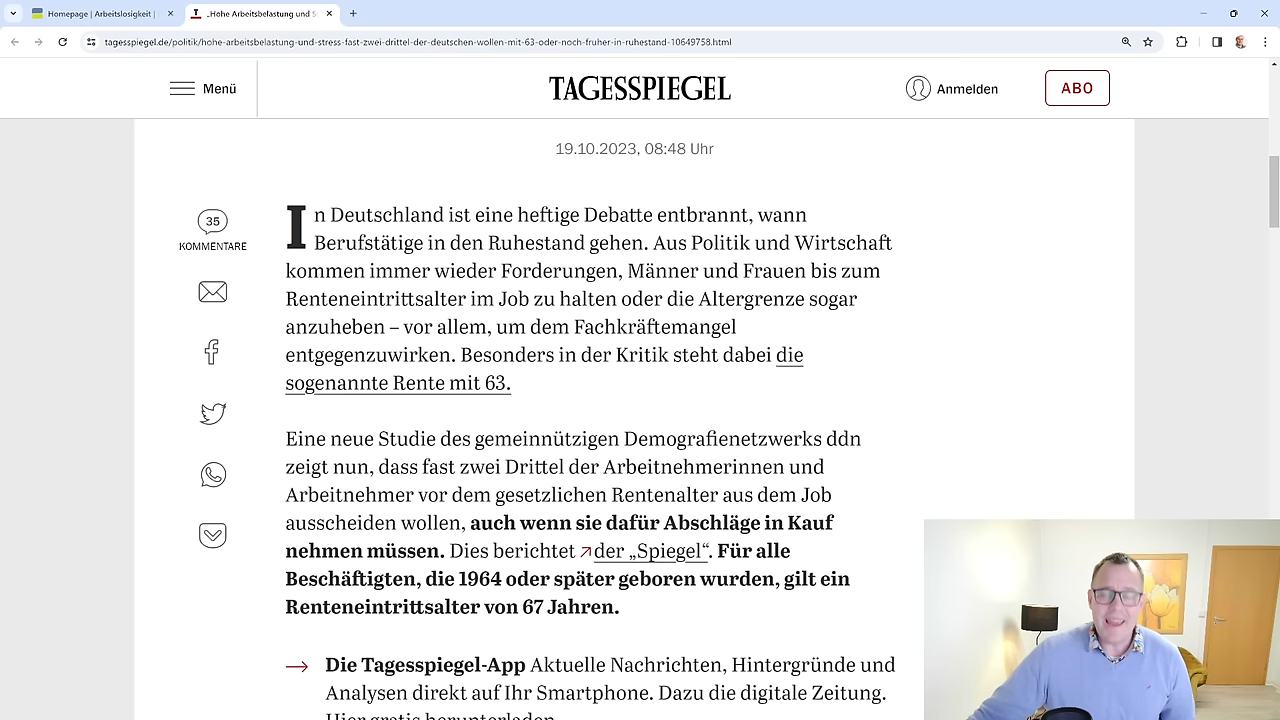 Homepage | Arbeitslosigkeit |
„Hohe Arbeitsbelastung und S
tagesspiegel.de/politik/hohe-arbeitsbelastung-und-stress-fast-zwei-drittel-der-deutschen-wollen-mit-63-oder-noch-fruher-in-ruhestand-10649758.html
Menü
TAGESSPIEGEL
Anmelden
ABO
19.10.2023, 08:48 Uhr
35
KOMMENTARE
In Deutschland ist eine heftige Debatte entbrannt, wann
Berufstätige in den Ruhestand gehen. Aus Politik und Wirtschaft
kommen immer wieder Forderungen, Männer und Frauen bis zum
Renteneintrittsalter im Job zu halten oder die Altergrenze sogar
anzuheben – vor allem, um dem Fachkräftemangel
entgegenzuwirken. Besonders in der Kritik steht dabei die
sogenannte Rente mit 63.
Eine neue Studie des gemeinnützigen Demografienetzwerks ddn
zeigt nun, dass fast zwei Drittel der Arbeitnehmerinnen und
Arbeitnehmer vor dem gesetzlichen Rentenalter aus dem Job
ausscheiden wollen, auch wenn sie dafür Abschläge in Kauf
nehmen müssen. Dies berichtet der „Spiegel“. Für alle
Beschäftigten, die 1964 oder später geboren wurden, gilt ein
Renteneintrittsalter von 67 Jahren.
Die Tagesspiegel-App Aktuelle Nachrichten, Hintergründe und
Analysen direkt auf Ihr Smartphone. Dazu die digitale Zeitung.
Hier gratis herunterladen.